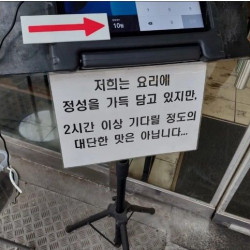 저희는 요리에
정성을 가득 담고 있지만,
2시간 이상 기다릴 정도의
대단한 맛은 아닙니다...